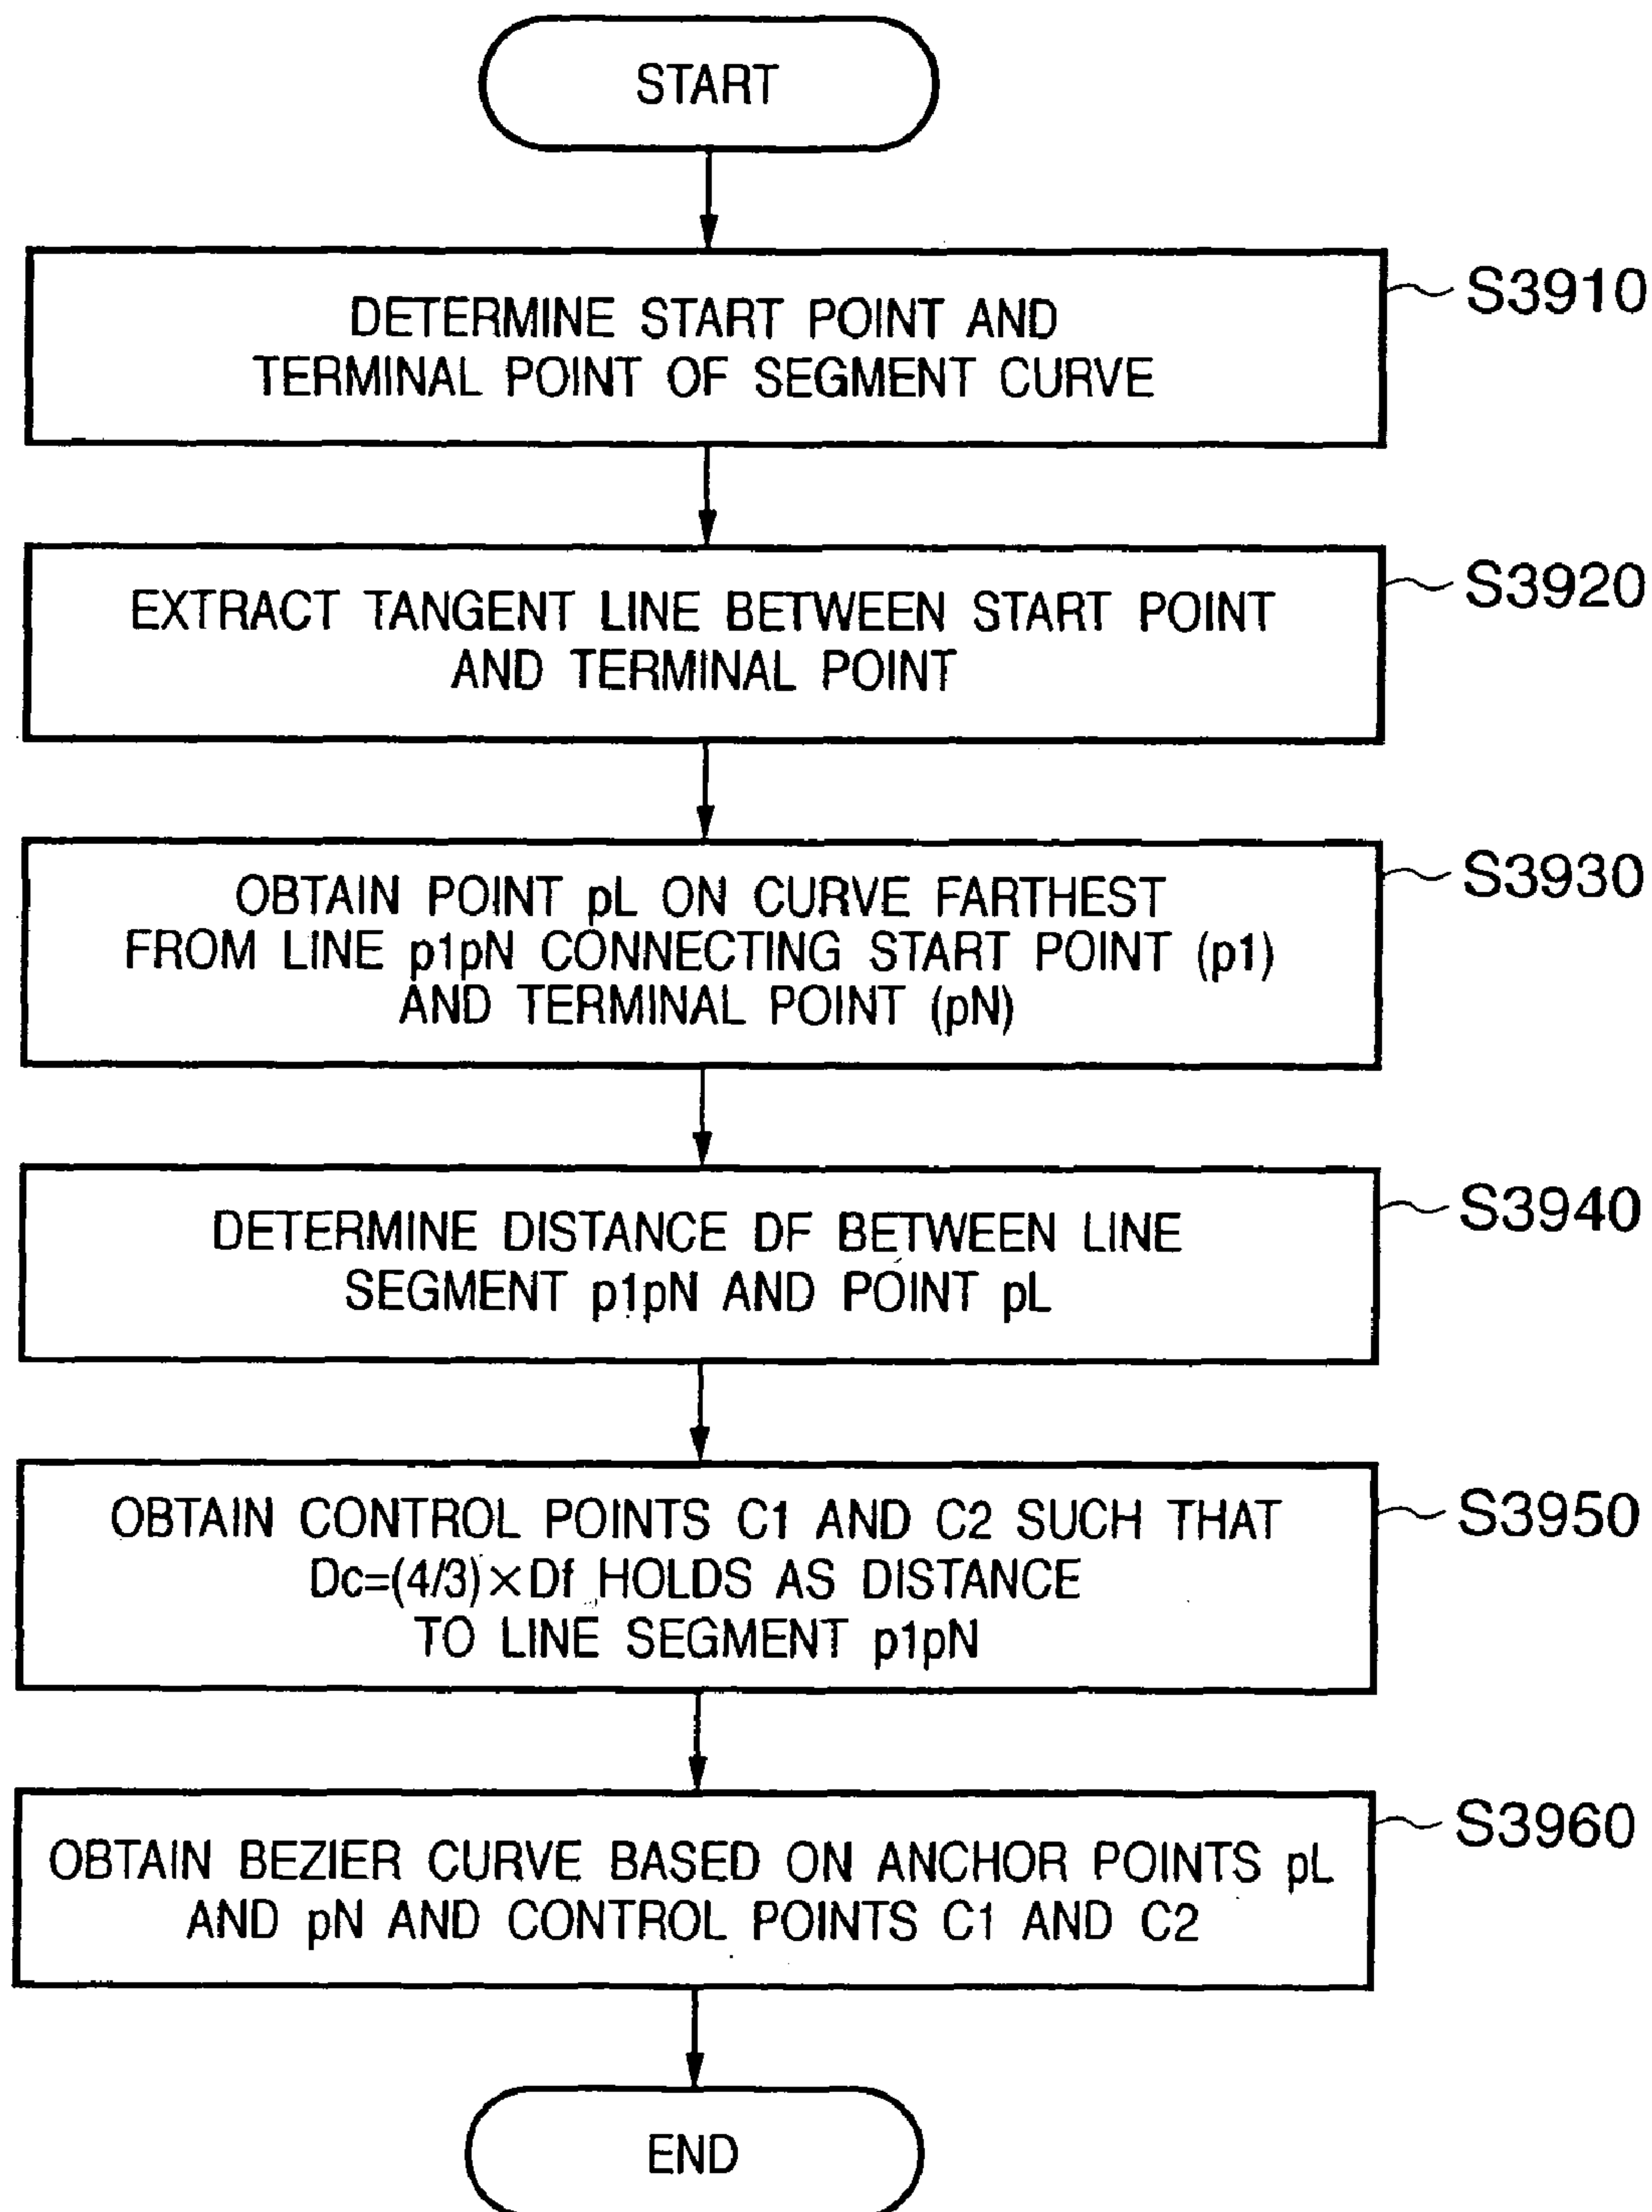 START
DETERMINE START POINT AND
TERMINAL POINT OF SEGMENT CURVE
S3910
EXTRACT TANGENT LINE BETWEEN START POINT
AND TERMINAL POINT
S3920
OBTAIN POINT pL ON CURVE FARTHEST
FROM LINE p1pN CONNECTING START POINT (p1)
AND TERMINAL POINT (pN)
S3930
DETERMINE DISTANCE DF BETWEEN LINE
SEGMENT p1pN AND POINT pL
S3940
OBTAIN CONTROL POINTS C1 AND C2 SUCH THAT
Dc=(4/3)×Df HOLDS AS DISTANCE
TO LINE SEGMENT p1pN
S3950
OBTAIN BEZIER CURVE BASED ON ANCHOR POINTS pL
AND pN AND CONTROL POINTS C1 AND C2
S3960
END